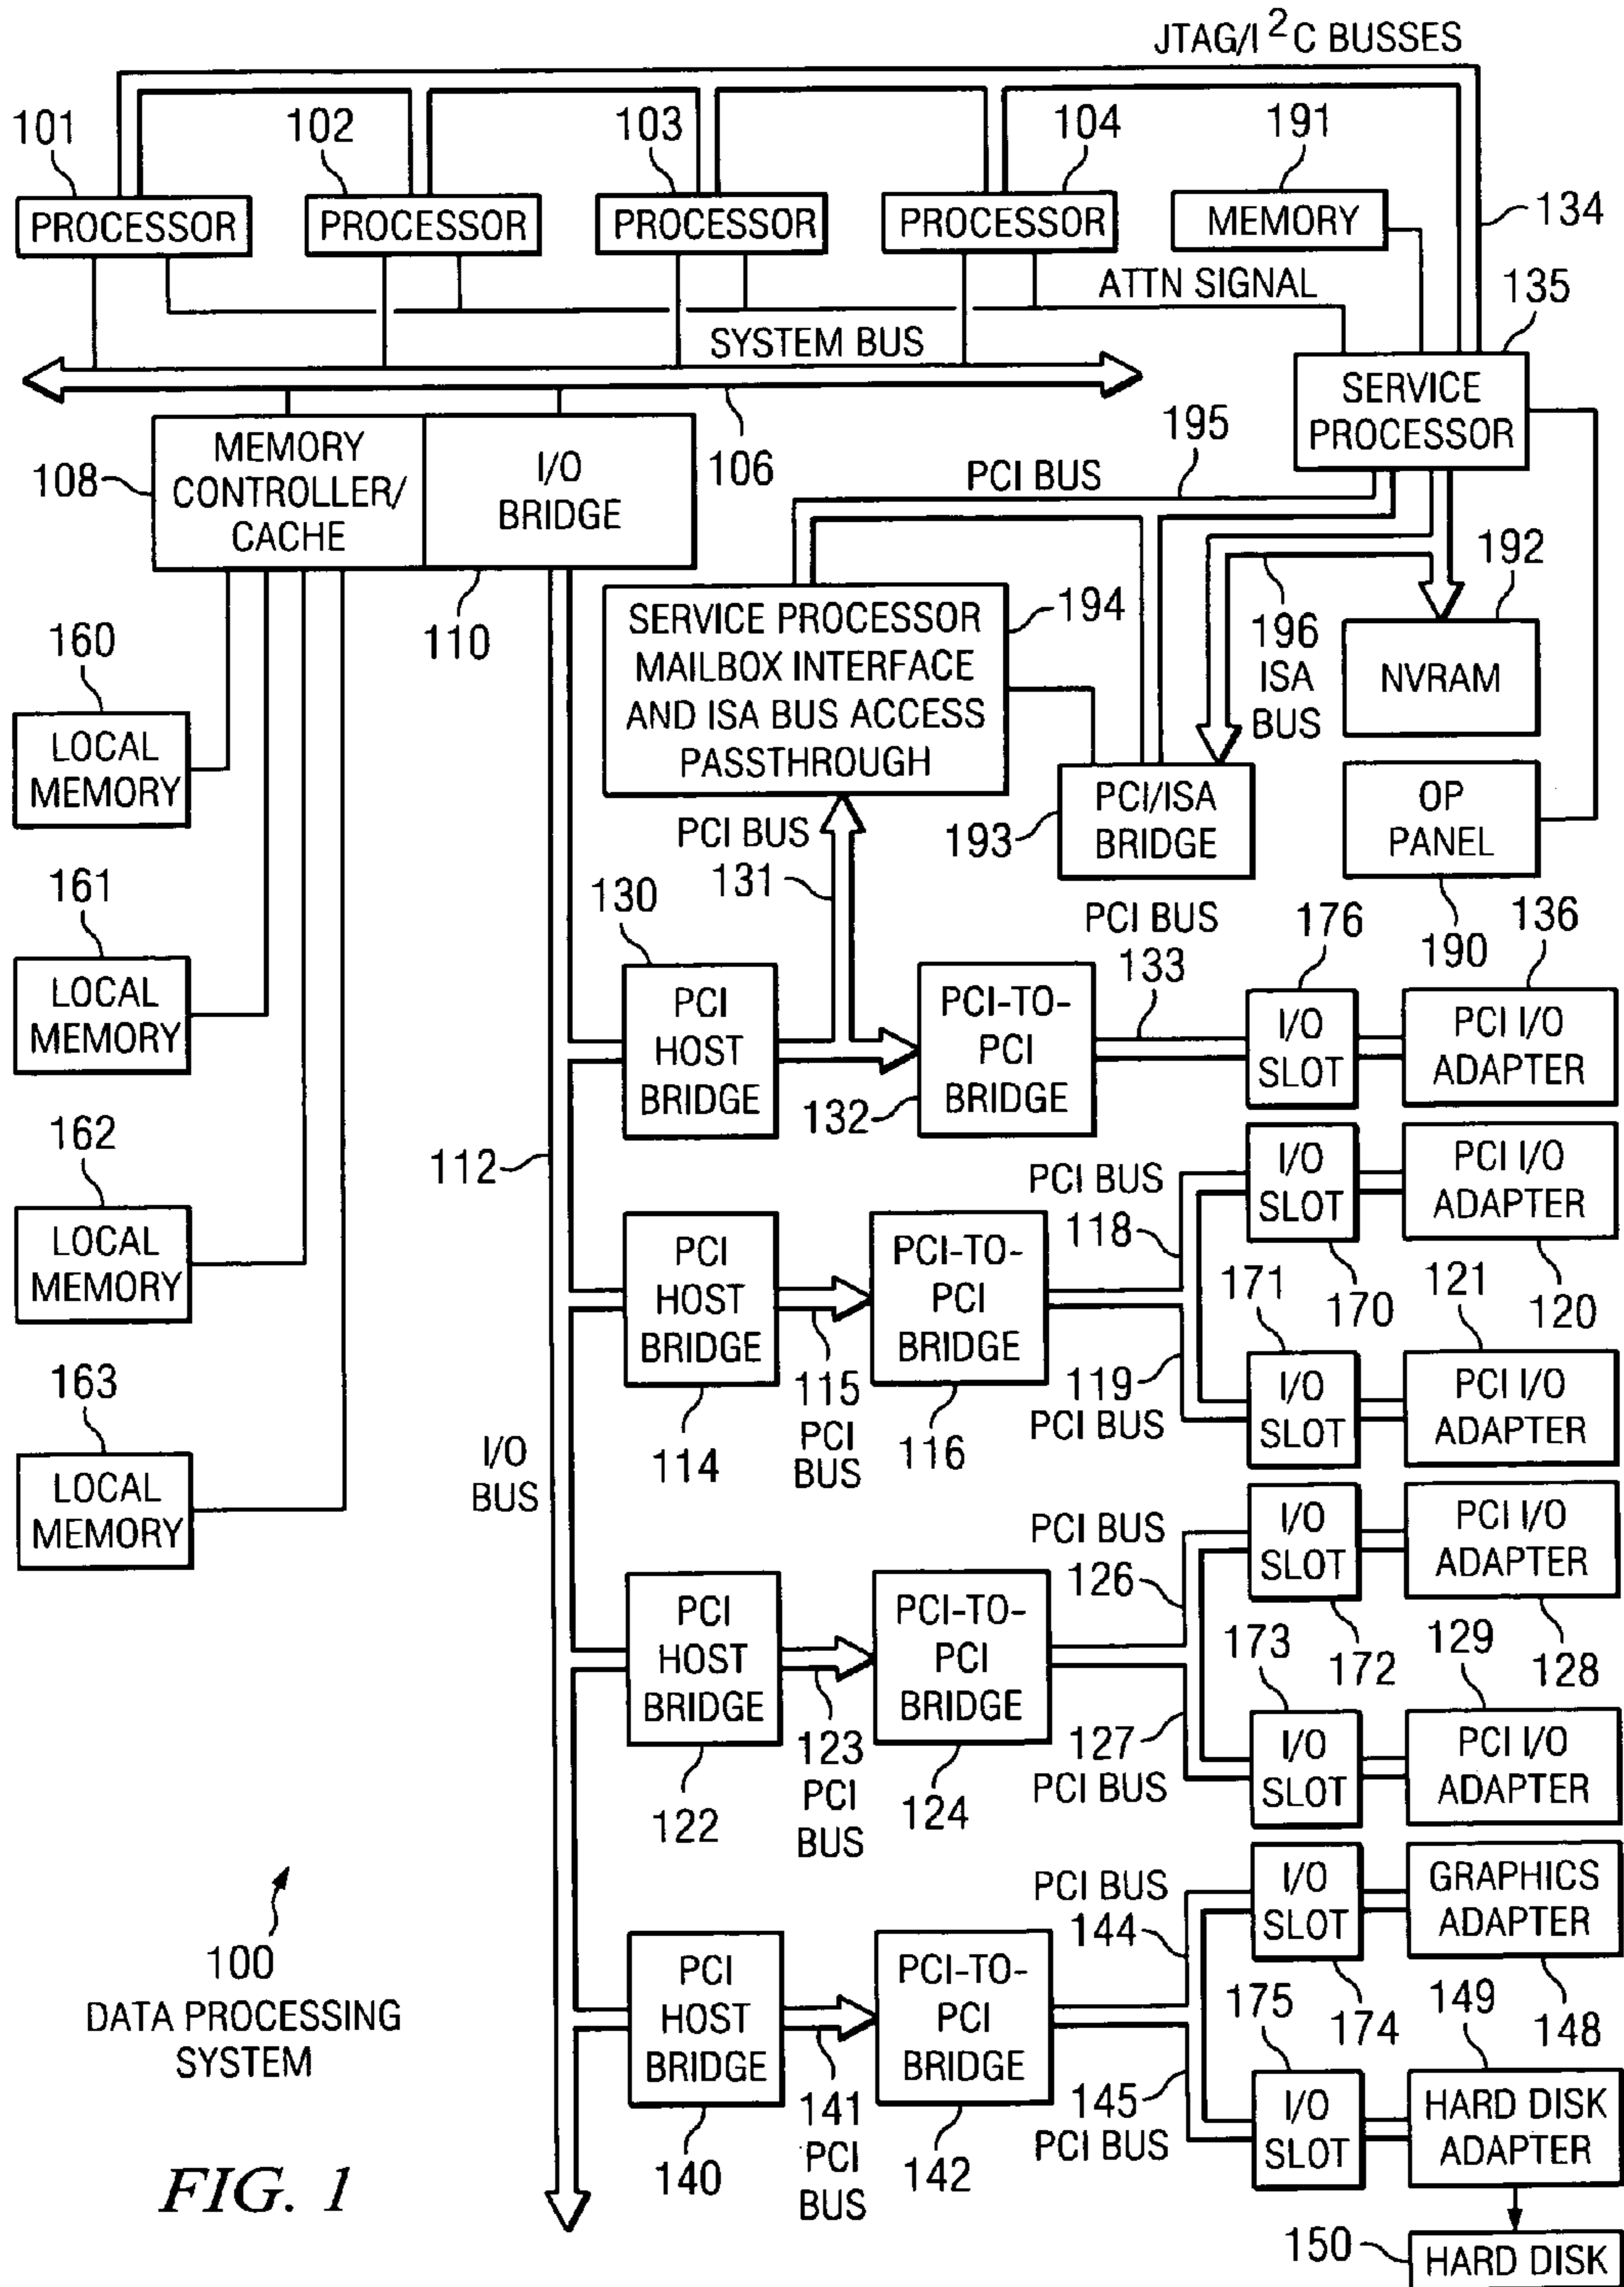 JTAG/I²C BUSSES
101
102
103
104
191
PROCESSOR
PROCESSOR
PROCESSOR
PROCESSOR
MEMORY
134
ATTN SIGNAL
135
SYSTEM BUS
SERVICE
PROCESSOR
106
108
MEMORY
CONTROLLER/
CACHE
I/O
BRIDGE
110
195
PCI BUS
192
196
ISA
BUS
NVRAM
194
SERVICE PROCESSOR
MAILBOX INTERFACE
AND ISA BUS ACCESS
PASSTHROUGH
193
PCI/ISA
BRIDGE
OP
PANEL
190
160
LOCAL
MEMORY
161
LOCAL
MEMORY
162
LOCAL
MEMORY
163
LOCAL
MEMORY
112
I/O
BUS
PCI BUS
131
130
PCI
HOST
BRIDGE
132
PCI-TO-
PCI
BRIDGE
PCI BUS
133
176
I/O
SLOT
136
PCI I/O
ADAPTER
PCI
HOST
BRIDGE
114
115
PCI
BUS
PCI-TO-
PCI
BRIDGE
116
PCI BUS
118
119
PCI BUS
I/O
SLOT
170
PCI I/O
ADAPTER
120
171
I/O
SLOT
121
PCI I/O
ADAPTER
PCI
HOST
BRIDGE
122
123
PCI
BUS
PCI-TO-
PCI
BRIDGE
124
PCI BUS
126
127
PCI BUS
I/O
SLOT
172
PCI I/O
ADAPTER
128
173
I/O
SLOT
129
PCI I/O
ADAPTER
PCI
HOST
BRIDGE
140
141
PCI
BUS
PCI-TO-
PCI
BRIDGE
142
PCI BUS
144
145
PCI BUS
I/O
SLOT
174
GRAPHICS
ADAPTER
148
175
I/O
SLOT
149
HARD DISK
ADAPTER
150
HARD DISK
100
DATA PROCESSING
SYSTEM
FIG. 1